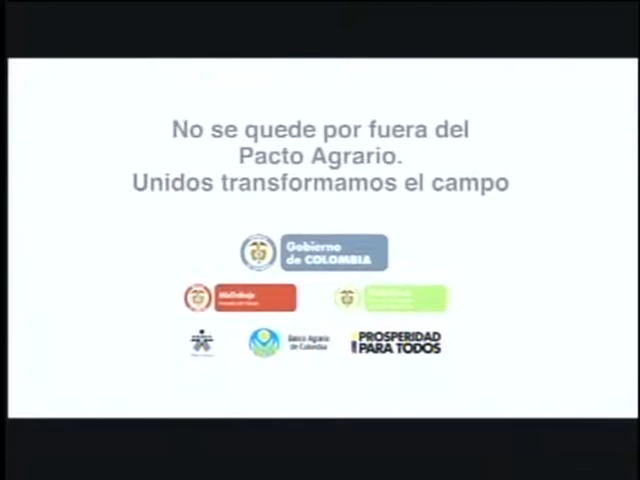 No se quede por fuera del
Pacto Agrario.
Unidos transformamos el campo
Gobierno
de COLOMBIA
MinTrabajo
Banco Agrario
de Colombia
PROSPERIDAD
PARA TODOS